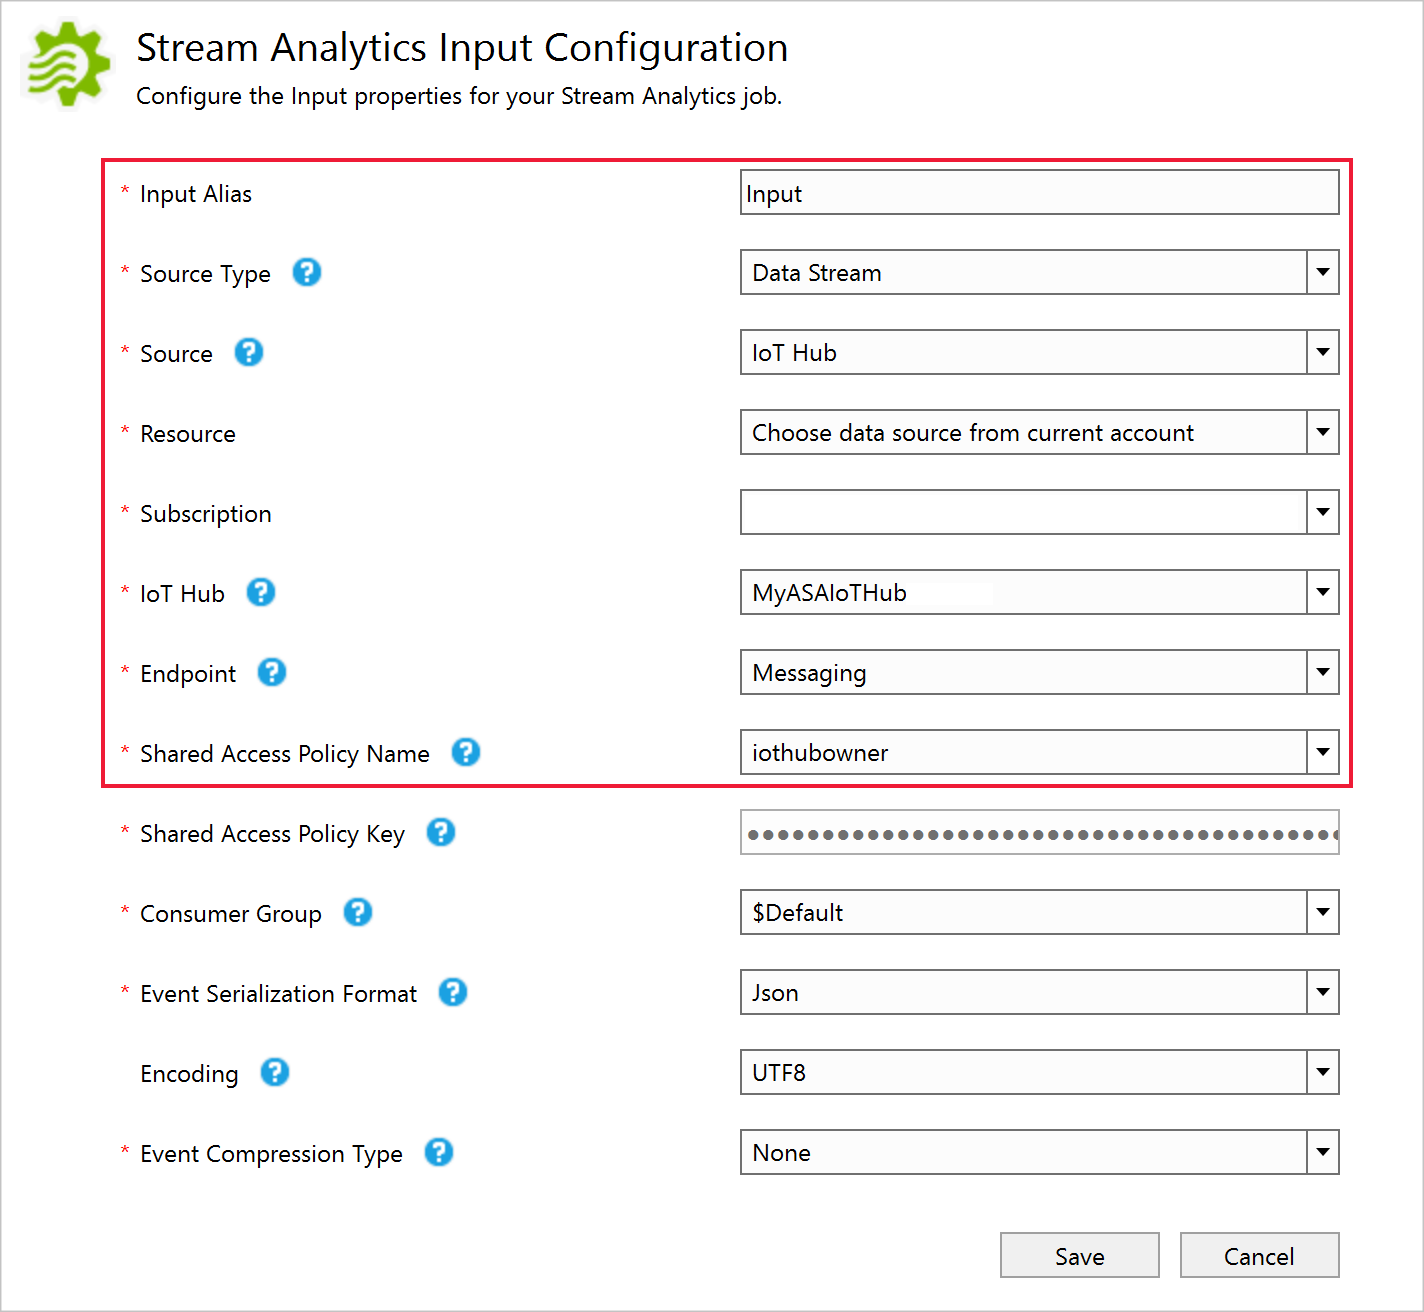 Stream Analytics Input Configuration
Configure the Input properties for your Stream Analytics job.
* Input Alias Input
* Source Type ? Data Stream
* Source ? IoT Hub
* Resource Choose data source from current account
* Subscription
* IoT Hub ? MyASAIoTHub
* Endpoint ? Messaging
* Shared Access Policy Name ? iothubowner
* Shared Access Policy Key ?
* Consumer Group ? $Default
* Event Serialization Format ? Json
Encoding ? UTF8
* Event Compression Type ? None
Save Cancel